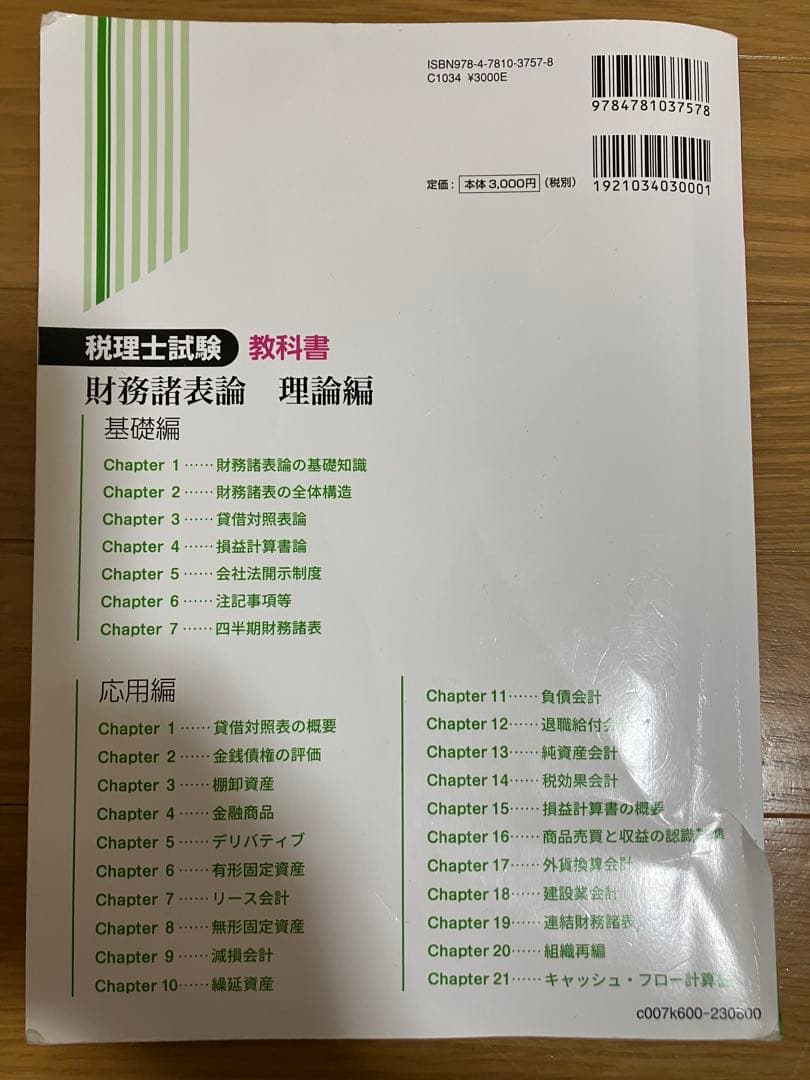 ISBN978-4-7810-3757-8
C1034 ¥3000E
9784781037578
定価: 本体3,000円 (税別)
1921034030001
税理士試験 教科書
財務諸表論 理論編
基礎編
Chapter 1……財務諸表論の基礎知識
Chapter 2……財務諸表の全体構造
Chapter 3……貸借対照表論
Chapter 4……損益計算書論
Chapter 5……会社法開示制度
Chapter 6……注記事項等
Chapter 7……四半期財務諸表
応用編
Chapter 1……貸借対照表の概要
Chapter 2……金銭債権の評価
Chapter 3……棚卸資産
Chapter 4……金融商品
Chapter 5……デリバティブ
Chapter 6……有形固定資産
Chapter 7……リース会計
Chapter 8……無形固定資産
Chapter 9……減損会計
Chapter 10……繰延資産
Chapter 11……負債会計
Chapter 12……退職給付会計
Chapter 13……純資産会計
Chapter 14……税効果会計
Chapter 15……損益計算書の概要
Chapter 16……商品売買と収益の認識基準
Chapter 17……外貨換算会計
Chapter 18……建設業会計
Chapter 19……連結財務諸表
Chapter 20……組織再編
Chapter 21……キャッシュ・フロー計算書
c007k600-230600